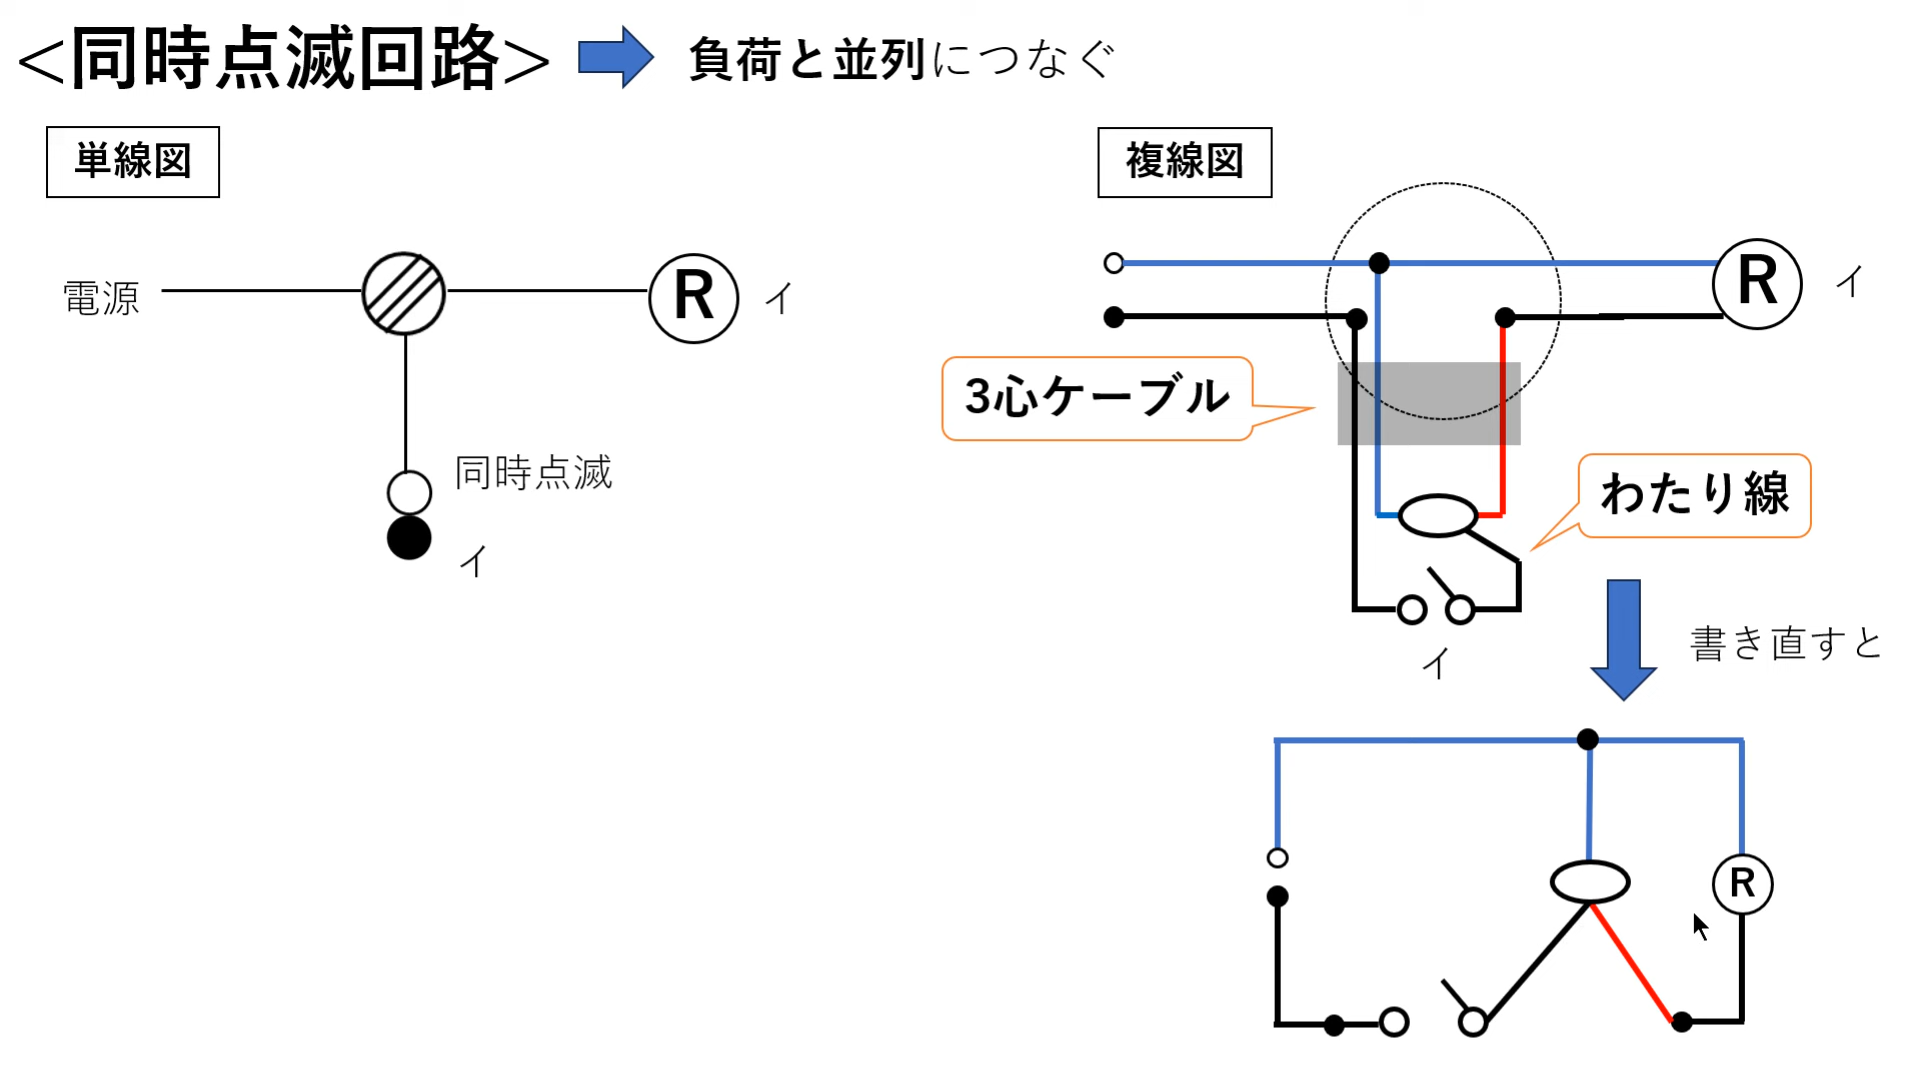 <同時点滅回路>
負荷と並列につなぐ
単線図
電源
R
イ
同時点滅
イ
複線図
R
イ
3心ケーブル
わたり線
イ
書き直すと
R